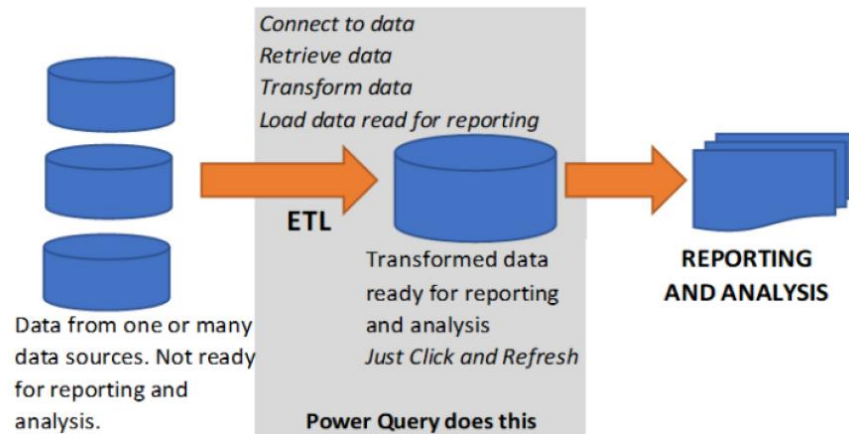 Connect to data
Retrieve data
Transform data
Load data read for reporting
ETL
Data from one or many
data sources. Not ready
for reporting and
analysis.
Transformed data
ready for reporting
and analysis
Just Click and Refresh
Power Query does this
REPORTING
AND ANALYSIS